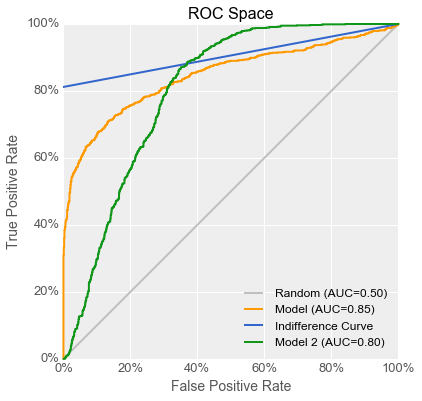 ROC Space
100%
80%
60%
40%
20%
0%
True Positive Rate
Random (AUC=0.50)
Model (AUC=0.85)
Indifference Curve
Model 2 (AUC=0.80)
0% 20% 40% 60% 80% 100%
False Positive Rate